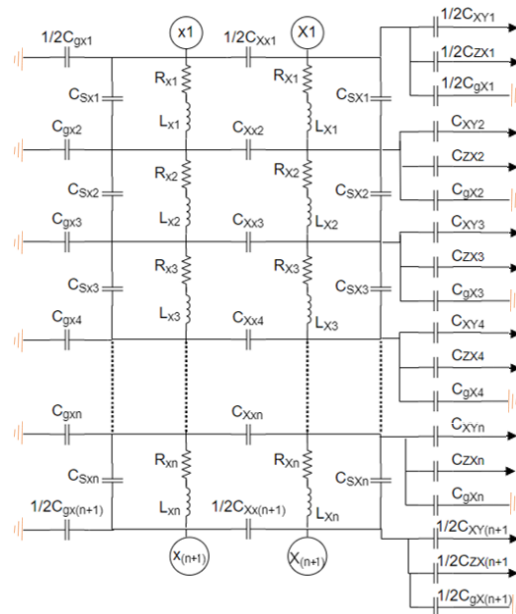 1/2CXY1
1/2Cgx1 x1 1/2CXx1 X1
1/2CZX1
Rx1 RX1
1/2CgX1
CSx1 CSX1
Lx1 LX1
CXY2
Cgx2 CXx2
CZX2
Rx2 RX2
CSx2 CSX2 CgX2
Lx2 LX2
CXY3
Cgx3 CXx3
CZX3
Rx3 RX3
CSx3 CSX3 CgX3
Lx3 LX3
Cgx4 CXx4 CXY4
CZX4
CgX4
Cgxn CXxn CXYn
Rxn RXn CZXn
CSxn CSXn
Lxn LXn CgXn
1/2Cgx(n+1) 1/2CXx(n+1)
1/2CXY(n+1
x(n+1) X(n+1)
1/2CZX(n+1
1/2CgX(n+1)